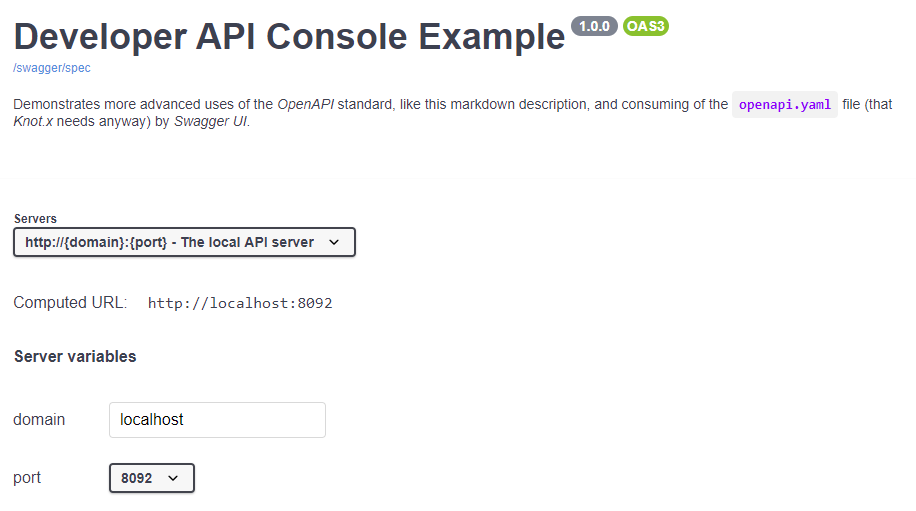 Developer API Console Example 1.0.0 OAS3
/swagger/spec
Demonstrates more advanced uses of the OpenAPI standard, like this markdown description, and consuming of the openapi.yaml file (that
Knot.x needs anyway) by Swagger UI.
Servers
http://{domain}:{port} - The local API server
Computed URL: http://localhost:8092
Server variables
domain localhost
port 8092